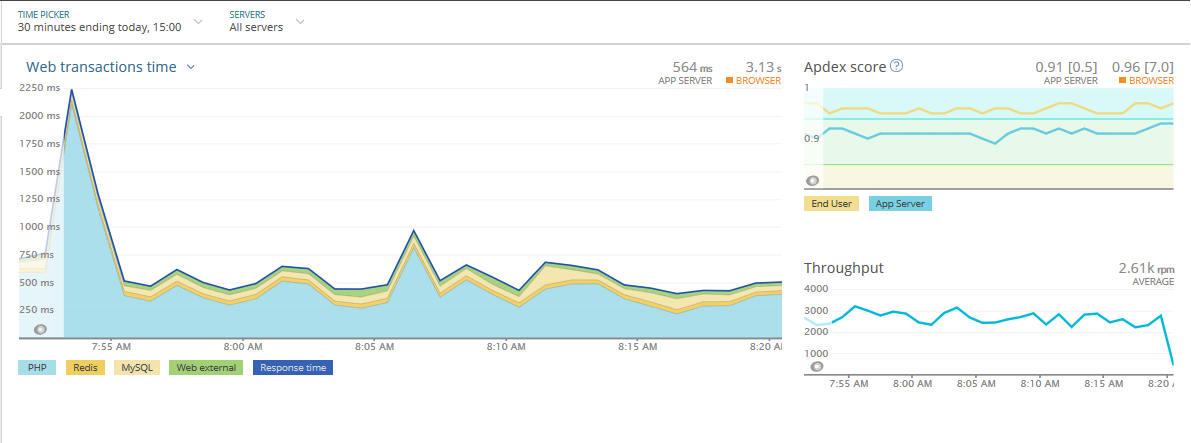 TIME PICKER
30 minutes ending today, 15:00
SERVERS
All servers
Web transactions time
564 ms
APP SERVER
3.13 s
BROWSER
2250 ms
2000 ms
1750 ms
1500 ms
1250 ms
1000 ms
750 ms
500 ms
250 ms
7:55 AM
8:00 AM
8:05 AM
8:10 AM
8:15 AM
8:20 A
PHP
Redis
MySQL
Web external
Response time
Apdex score ?
0.91 [0.5]
APP SERVER
0.96 [7.0]
BROWSER
1
0.9
End User
App Server
Throughput
2.61k rpm
AVERAGE
4000
3000
2000
1000
7:55 AM
8:00 AM
8:05 AM
8:10 AM
8:15 AM
8:20 A